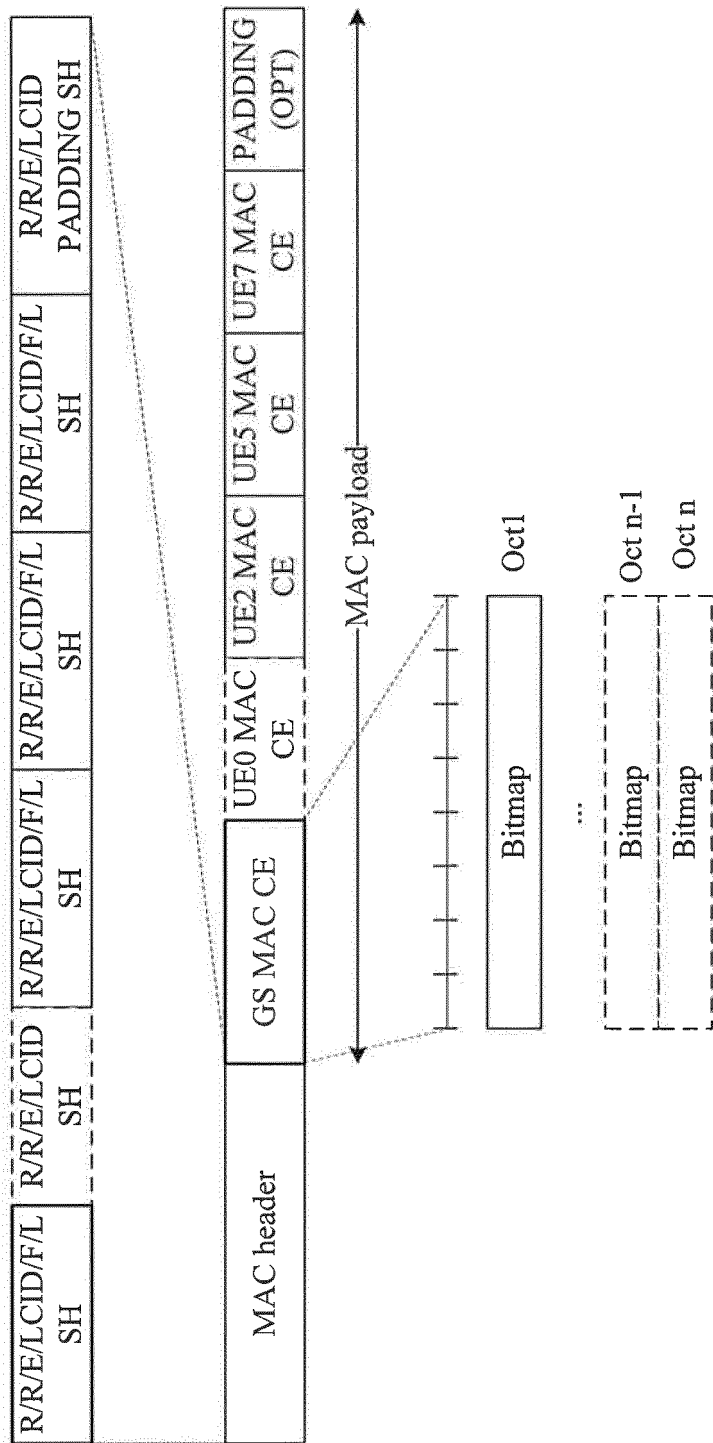 R/R/E/LCID/F/L
SH
R/R/E/LCID
SH
R/R/E/LCID/F/L
SH
R/R/E/LCID/F/L
SH
R/R/E/LCID/F/L
SH
R/R/E/LCID
PADDING SH
MAC header
GS MAC CE
UE0 MAC
CE
UE2 MAC
CE
UE5 MAC
CE
UE7 MAC
CE
PADDING
(OPT)
MAC payload
Bitmap
Oct1
...
Bitmap
Oct n-1
Bitmap
Oct n